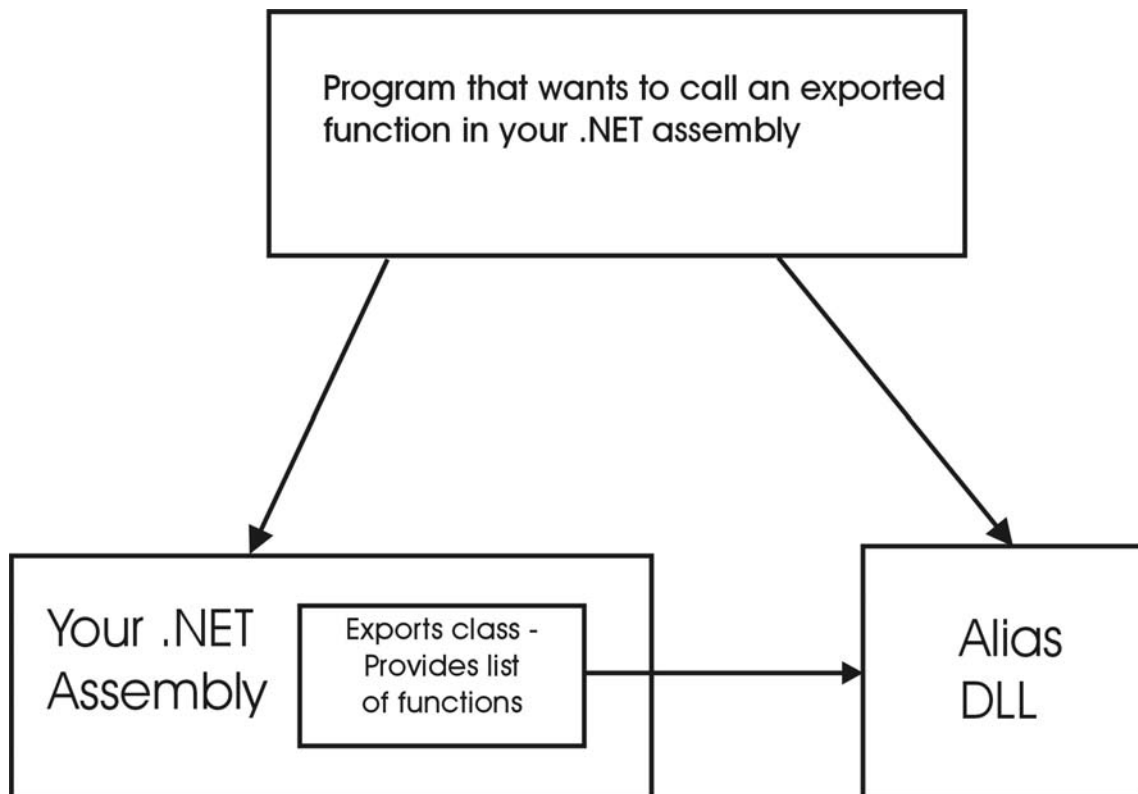 Program that wants to call an exported
function in your .NET assembly
Your .NET
Assembly
Exports class -
Provides list
of functions
Alias
DLL